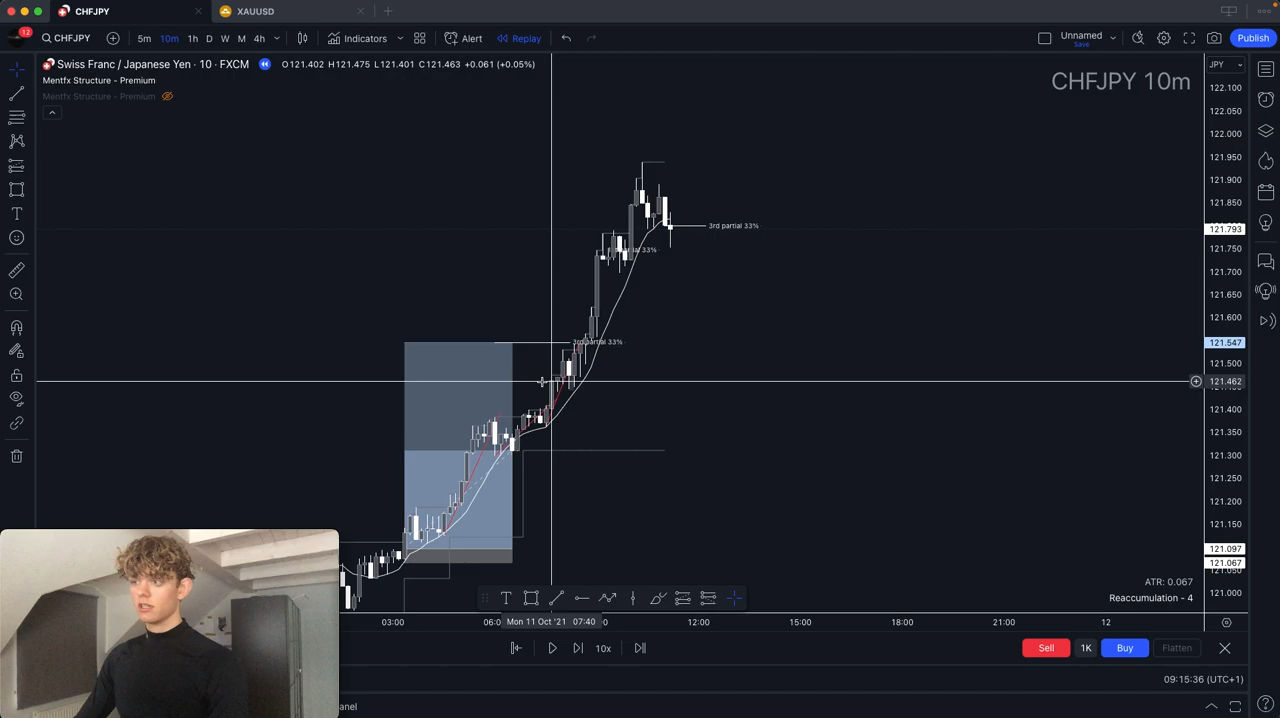 CHFJPY
XAUUSD
12
CHFJPY
5m
10m
1h
D
W
M
4h
Indicators
Alert
Replay
Unnamed
Save
Publish
Swiss Franc / Japanese Yen · 10 · FXCM
O121.402 H121.475 L121.401 C121.463 +0.061 (+0.05%)
Mentfx Structure - Premium
Mentfx Structure - Premium
CHFJPY 10m
JPY
122.100
122.050
122.000
121.950
121.900
121.850
121.793
121.750
121.700
121.650
121.600
121.547
121.500
121.462
121.400
121.350
121.300
121.250
121.200
121.150
121.097
121.067
121.000
3rd partial 33%
33%
3rd partial 33%
ATR: 0.067
Reaccumulation - 4
03:00
Mon 11 Oct '21 07:40
12:00
15:00
18:00
21:00
12
10x
Sell
1K
Buy
Flatten
09:15:36 (UTC+1)